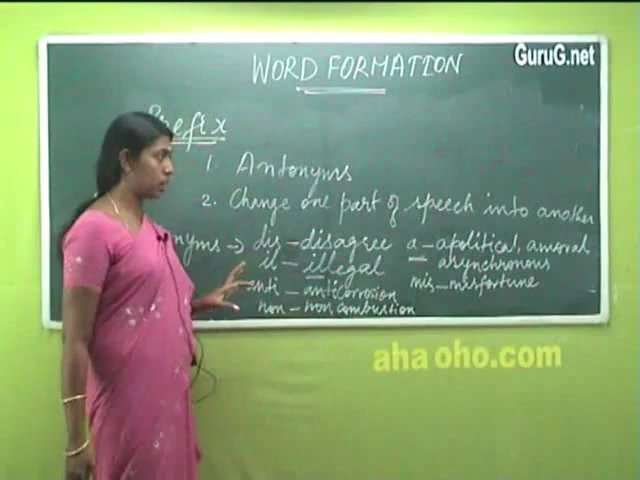 GuruG.net
WORD FORMATION
Prefix
1. Antonyms
2. Change one part of speech into another
nyms → dis – disagree a – apolitical, amoral
il – illegal asynchronous
anti – anticorrosion mis – misfortune
non – non combustion
aha oho.com